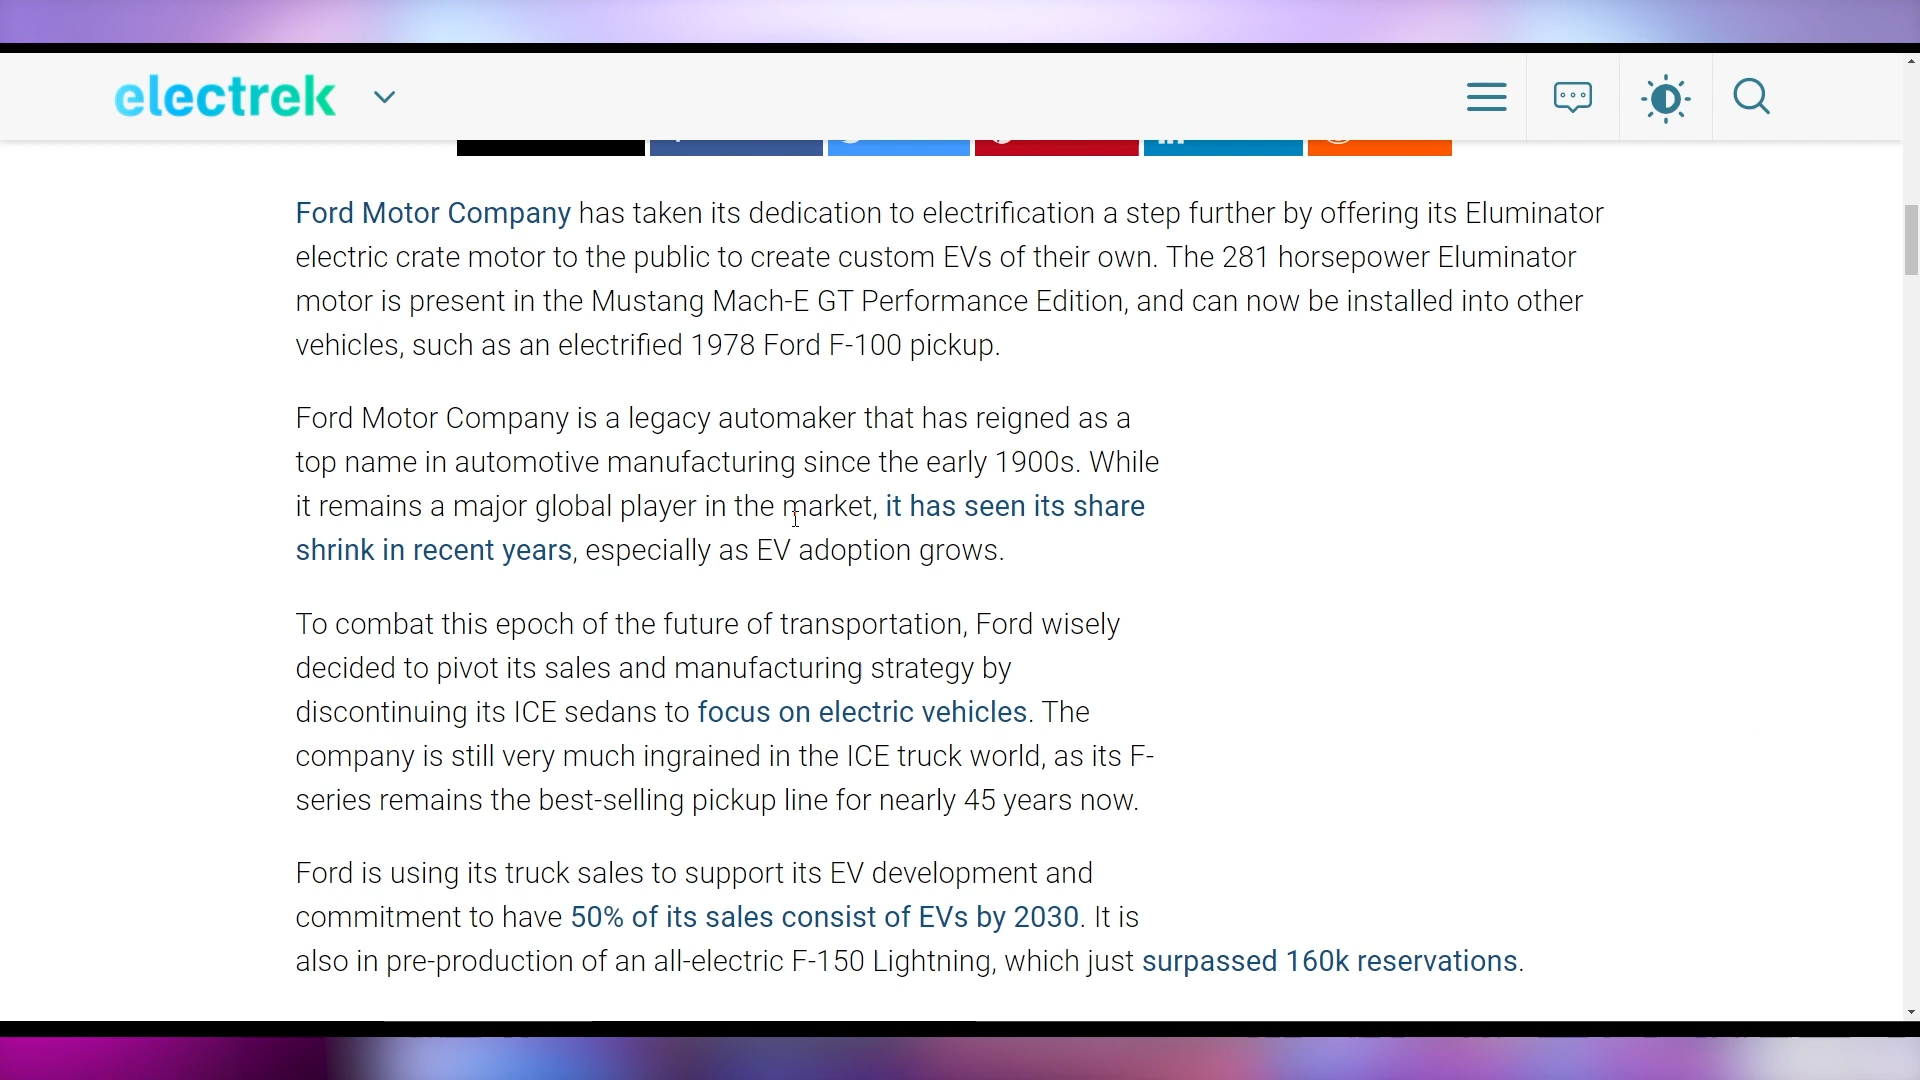 electrek
Ford Motor Company has taken its dedication to electrification a step further by offering its Eluminator
electric crate motor to the public to create custom EVs of their own. The 281 horsepower Eluminator
motor is present in the Mustang Mach-E GT Performance Edition, and can now be installed into other
vehicles, such as an electrified 1978 Ford F-100 pickup.
Ford Motor Company is a legacy automaker that has reigned as a
top name in automotive manufacturing since the early 1900s. While
it remains a major global player in the market, it has seen its share
shrink in recent years, especially as EV adoption grows.
To combat this epoch of the future of transportation, Ford wisely
decided to pivot its sales and manufacturing strategy by
discontinuing its ICE sedans to focus on electric vehicles. The
company is still very much ingrained in the ICE truck world, as its F-
series remains the best-selling pickup line for nearly 45 years now.
Ford is using its truck sales to support its EV development and
commitment to have 50% of its sales consist of EVs by 2030. It is
also in pre-production of an all-electric F-150 Lightning, which just surpassed 160k reservations.